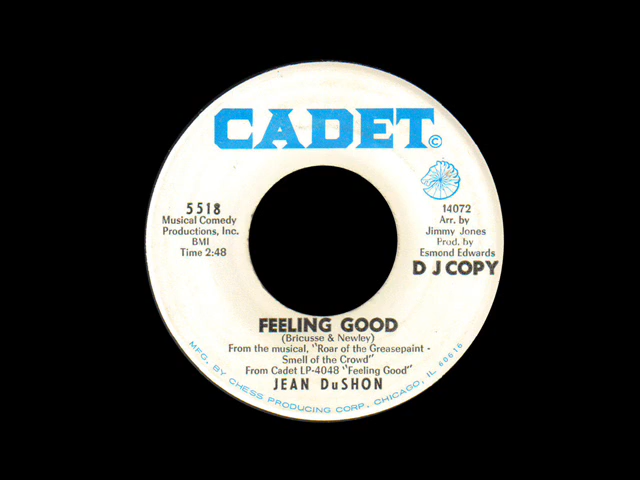 CADET ©
5518
Musical Comedy
Productions, Inc.
BMI
Time 2:48
14072
Arr. by
Jimmy Jones
Prod. by
Esmond Edwards
D J COPY
FEELING GOOD
(Bricusse & Newley)
From the musical, "Roar of the Greasepaint -
Smell of the Crowd"
From Cadet LP-4048 "Feeling Good"
JEAN DuSHON
MFG. BY CHESS PRODUCING CORP. CHICAGO, IL 60616